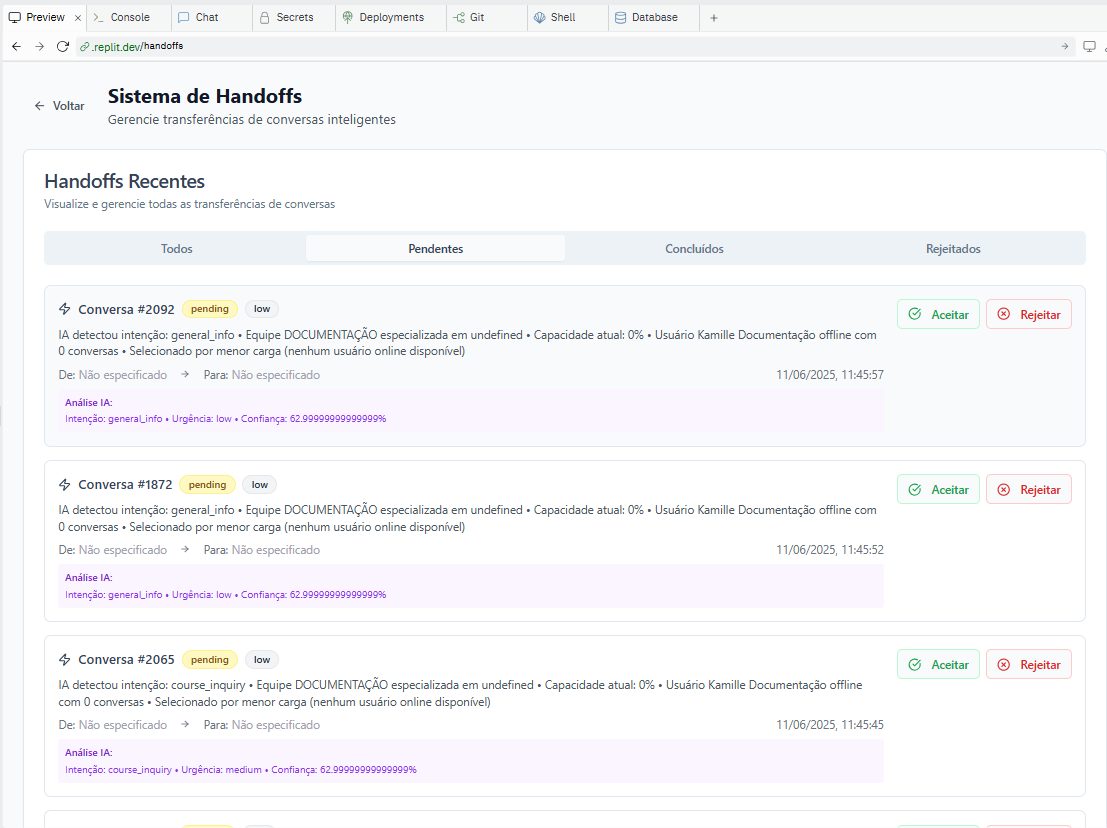 Preview
Console
Chat
Secrets
Deployments
Git
Shell
Database
.replit.dev/handoffs
Voltar
Sistema de Handoffs
Gerencie transferências de conversas inteligentes
Handoffs Recentes
Visualize e gerencie todas as transferências de conversas
Todos
Pendentes
Concluídos
Rejeitados
Conversa #2092 pending low
Aceitar
Rejeitar
IA detectou intenção: general_info • Equipe DOCUMENTAÇÃO especializada em undefined • Capacidade atual: 0% • Usuário Kamille Documentação offline com
0 conversas • Selecionado por menor carga (nenhum usuário online disponível)
De: Não especificado → Para: Não especificado 11/06/2025, 11:45:57
Análise IA:
Intenção: general_info • Urgência: low • Confiança: 62.99999999999999%
Conversa #1872 pending low
Aceitar
Rejeitar
IA detectou intenção: general_info • Equipe DOCUMENTAÇÃO especializada em undefined • Capacidade atual: 0% • Usuário Kamille Documentação offline com
0 conversas • Selecionado por menor carga (nenhum usuário online disponível)
De: Não especificado → Para: Não especificado 11/06/2025, 11:45:52
Análise IA:
Intenção: general_info • Urgência: low • Confiança: 62.99999999999999%
Conversa #2065 pending low
Aceitar
Rejeitar
IA detectou intenção: course_inquiry • Equipe DOCUMENTAÇÃO especializada em undefined • Capacidade atual: 0% • Usuário Kamille Documentação offline
com 0 conversas • Selecionado por menor carga (nenhum usuário online disponível)
De: Não especificado → Para: Não especificado 11/06/2025, 11:45:45
Análise IA:
Intenção: course_inquiry • Urgência: medium • Confiança: 62.99999999999999%